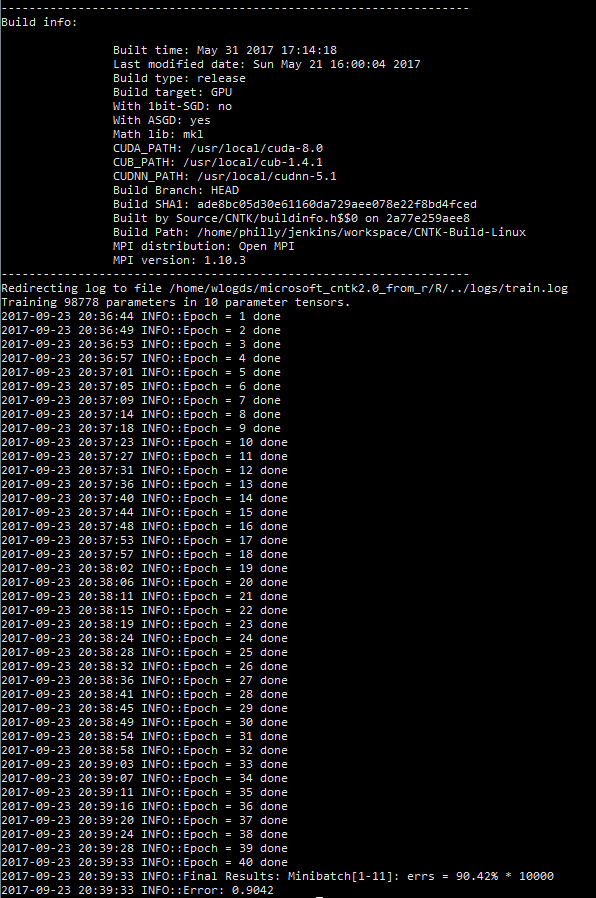 -------------------------------------------------------------------
Build info:
Built time: May 31 2017 17:14:18
Last modified date: Sun May 21 16:00:04 2017
Build type: release
Build target: GPU
With 1bit-SGD: no
With ASGD: yes
Math lib: mkl
CUDA_PATH: /usr/local/cuda-8.0
CUB_PATH: /usr/local/cub-1.4.1
CUDNN_PATH: /usr/local/cudnn-5.1
Build Branch: HEAD
Build SHA1: ade8bc05d30e61160da729aee078e22f8bd4fced
Built by Source/CNTK/buildinfo.h$$0 on 2a77e259aee8
Build Path: /home/philly/jenkins/workspace/CNTK-Build-Linux
MPI distribution: Open MPI
MPI version: 1.10.3
-------------------------------------------------------------------
Redirecting log to file /home/wlogds/microsoft_cntk2.0_from_r/R/../logs/train.log
Training 98778 parameters in 10 parameter tensors.
2017-09-23 20:36:44 INFO::Epoch = 1 done
2017-09-23 20:36:49 INFO::Epoch = 2 done
2017-09-23 20:36:53 INFO::Epoch = 3 done
2017-09-23 20:36:57 INFO::Epoch = 4 done
2017-09-23 20:37:01 INFO::Epoch = 5 done
2017-09-23 20:37:05 INFO::Epoch = 6 done
2017-09-23 20:37:09 INFO::Epoch = 7 done
2017-09-23 20:37:14 INFO::Epoch = 8 done
2017-09-23 20:37:18 INFO::Epoch = 9 done
2017-09-23 20:37:23 INFO::Epoch = 10 done
2017-09-23 20:37:27 INFO::Epoch = 11 done
2017-09-23 20:37:31 INFO::Epoch = 12 done
2017-09-23 20:37:36 INFO::Epoch = 13 done
2017-09-23 20:37:40 INFO::Epoch = 14 done
2017-09-23 20:37:44 INFO::Epoch = 15 done
2017-09-23 20:37:48 INFO::Epoch = 16 done
2017-09-23 20:37:53 INFO::Epoch = 17 done
2017-09-23 20:37:57 INFO::Epoch = 18 done
2017-09-23 20:38:02 INFO::Epoch = 19 done
2017-09-23 20:38:06 INFO::Epoch = 20 done
2017-09-23 20:38:11 INFO::Epoch = 21 done
2017-09-23 20:38:15 INFO::Epoch = 22 done
2017-09-23 20:38:19 INFO::Epoch = 23 done
2017-09-23 20:38:24 INFO::Epoch = 24 done
2017-09-23 20:38:28 INFO::Epoch = 25 done
2017-09-23 20:38:32 INFO::Epoch = 26 done
2017-09-23 20:38:36 INFO::Epoch = 27 done
2017-09-23 20:38:41 INFO::Epoch = 28 done
2017-09-23 20:38:45 INFO::Epoch = 29 done
2017-09-23 20:38:49 INFO::Epoch = 30 done
2017-09-23 20:38:54 INFO::Epoch = 31 done
2017-09-23 20:38:58 INFO::Epoch = 32 done
2017-09-23 20:39:03 INFO::Epoch = 33 done
2017-09-23 20:39:07 INFO::Epoch = 34 done
2017-09-23 20:39:11 INFO::Epoch = 35 done
2017-09-23 20:39:16 INFO::Epoch = 36 done
2017-09-23 20:39:20 INFO::Epoch = 37 done
2017-09-23 20:39:24 INFO::Epoch = 38 done
2017-09-23 20:39:28 INFO::Epoch = 39 done
2017-09-23 20:39:33 INFO::Epoch = 40 done
2017-09-23 20:39:33 INFO::Final Results: Minibatch[1-11]: errs = 90.42% * 10000
2017-09-23 20:39:33 INFO::Error: 0.9042